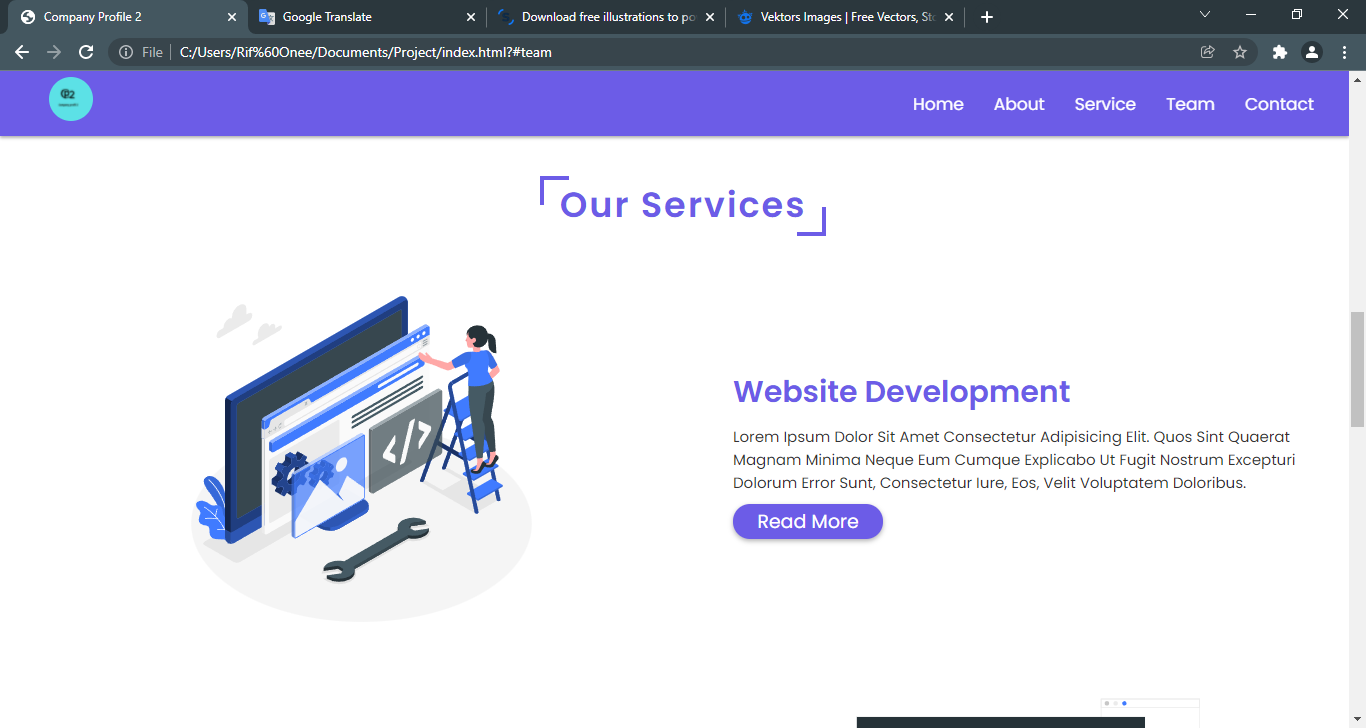 Company Profile 2
Google Translate
Download free illustrations to po
Vektors Images | Free Vectors, Sto
File
C:/Users/Rif%60Onee/Documents/Project/index.html?#team
Home
About
Service
Team
Contact
Our Services
</>
Website Development
Lorem Ipsum Dolor Sit Amet Consectetur Adipisicing Elit. Quos Sint Quaerat
Magnam Minima Neque Eum Cumque Explicabo Ut Fugit Nostrum Excepturi
Dolorum Error Sunt, Consectetur Iure, Eos, Velit Voluptatem Doloribus.
Read More